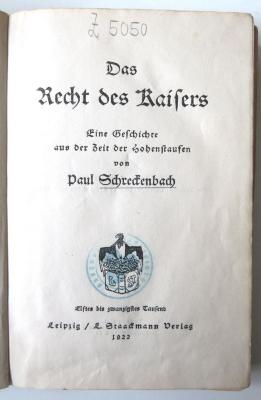 Z 5050
Das
Recht des Kaisers
Eine Geschichte
aus der Zeit der Hohenstaufen
von
Paul Schreckenbach
Elftes bis zwanzigstes Tausend
Leipzig / L. Staackmann Verlag
1922